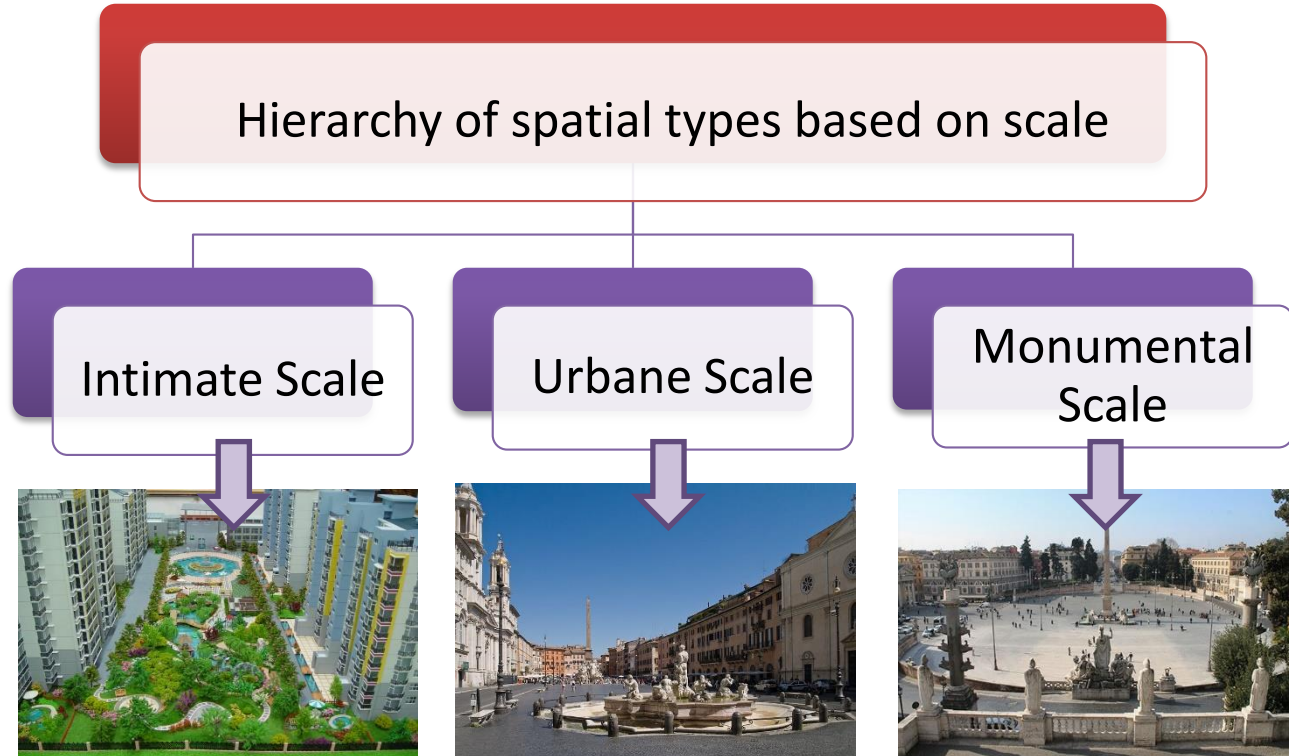 Hierarchy of spatial types based on scale
Intimate Scale
Urbane Scale
Monumental
Scale